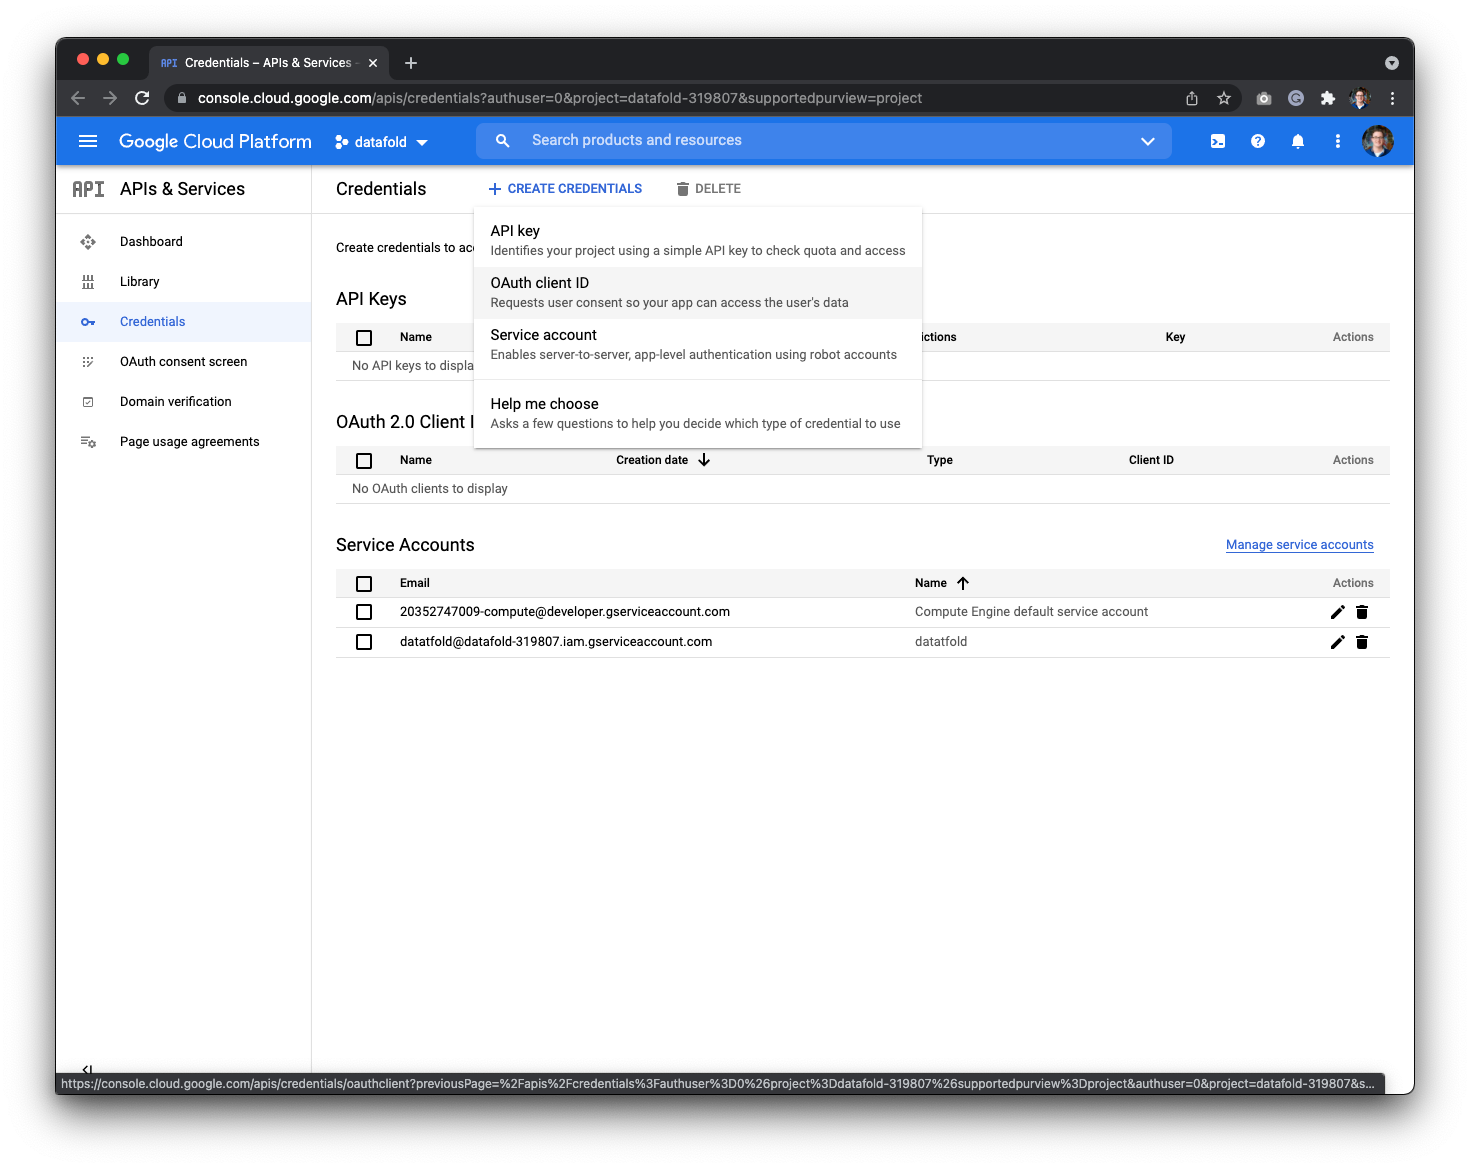 API Credentials – APIs & Services -
console.cloud.google.com/apis/credentials?authuser=0&project=datafold-319807&supportedpurview=project
Google Cloud Platform datafold Search products and resources
API APIs & Services
Credentials CREATE CREDENTIALS DELETE
Dashboard
Library
Credentials
OAuth consent screen
Domain verification
Page usage agreements
Create credentials to acc
API key
Identifies your project using a simple API key to check quota and access
OAuth client ID
Requests user consent so your app can access the user's data
Service account
Enables server-to-server, app-level authentication using robot accounts
Help me choose
Asks a few questions to help you decide which type of credential to use
API Keys
Name ictions Key Actions
No API keys to displa
OAuth 2.0 Client I
Name Creation date Type Client ID Actions
No OAuth clients to display
Service Accounts Manage service accounts
Email Name Actions
20352747009-compute@developer.gserviceaccount.com Compute Engine default service account
datatfold@datafold-319807.iam.gserviceaccount.com datatfold
https://console.cloud.google.com/apis/credentials/oauthclient?previousPage=%2Fapis%2Fcredentials%3Fauthuser%3D0%26project%3Ddatafold-319807%26supportedpurview%3Dproject&authuser=0&project=datafold-319807&s...